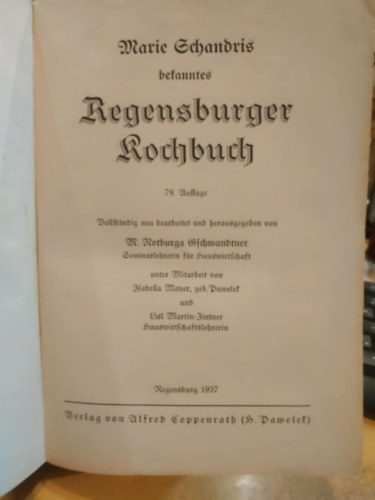 Marie Schandris
bekanntes
Regensburger
Kochbuch
79. Auflage
Vollständig neu bearbeitet und herausgegeben von
M. Notburga Gschwandtner
Seminarlehrerin für Hauswirtschaft
unter Mitarbeit von
Isabella Moyer, geb. Pawelek
und
Lisl Martin-Zintner
Hauswirtschaftslehrerin
Regensburg 1937
Verlag von Alfred Coppenrath (H. Pawelek)